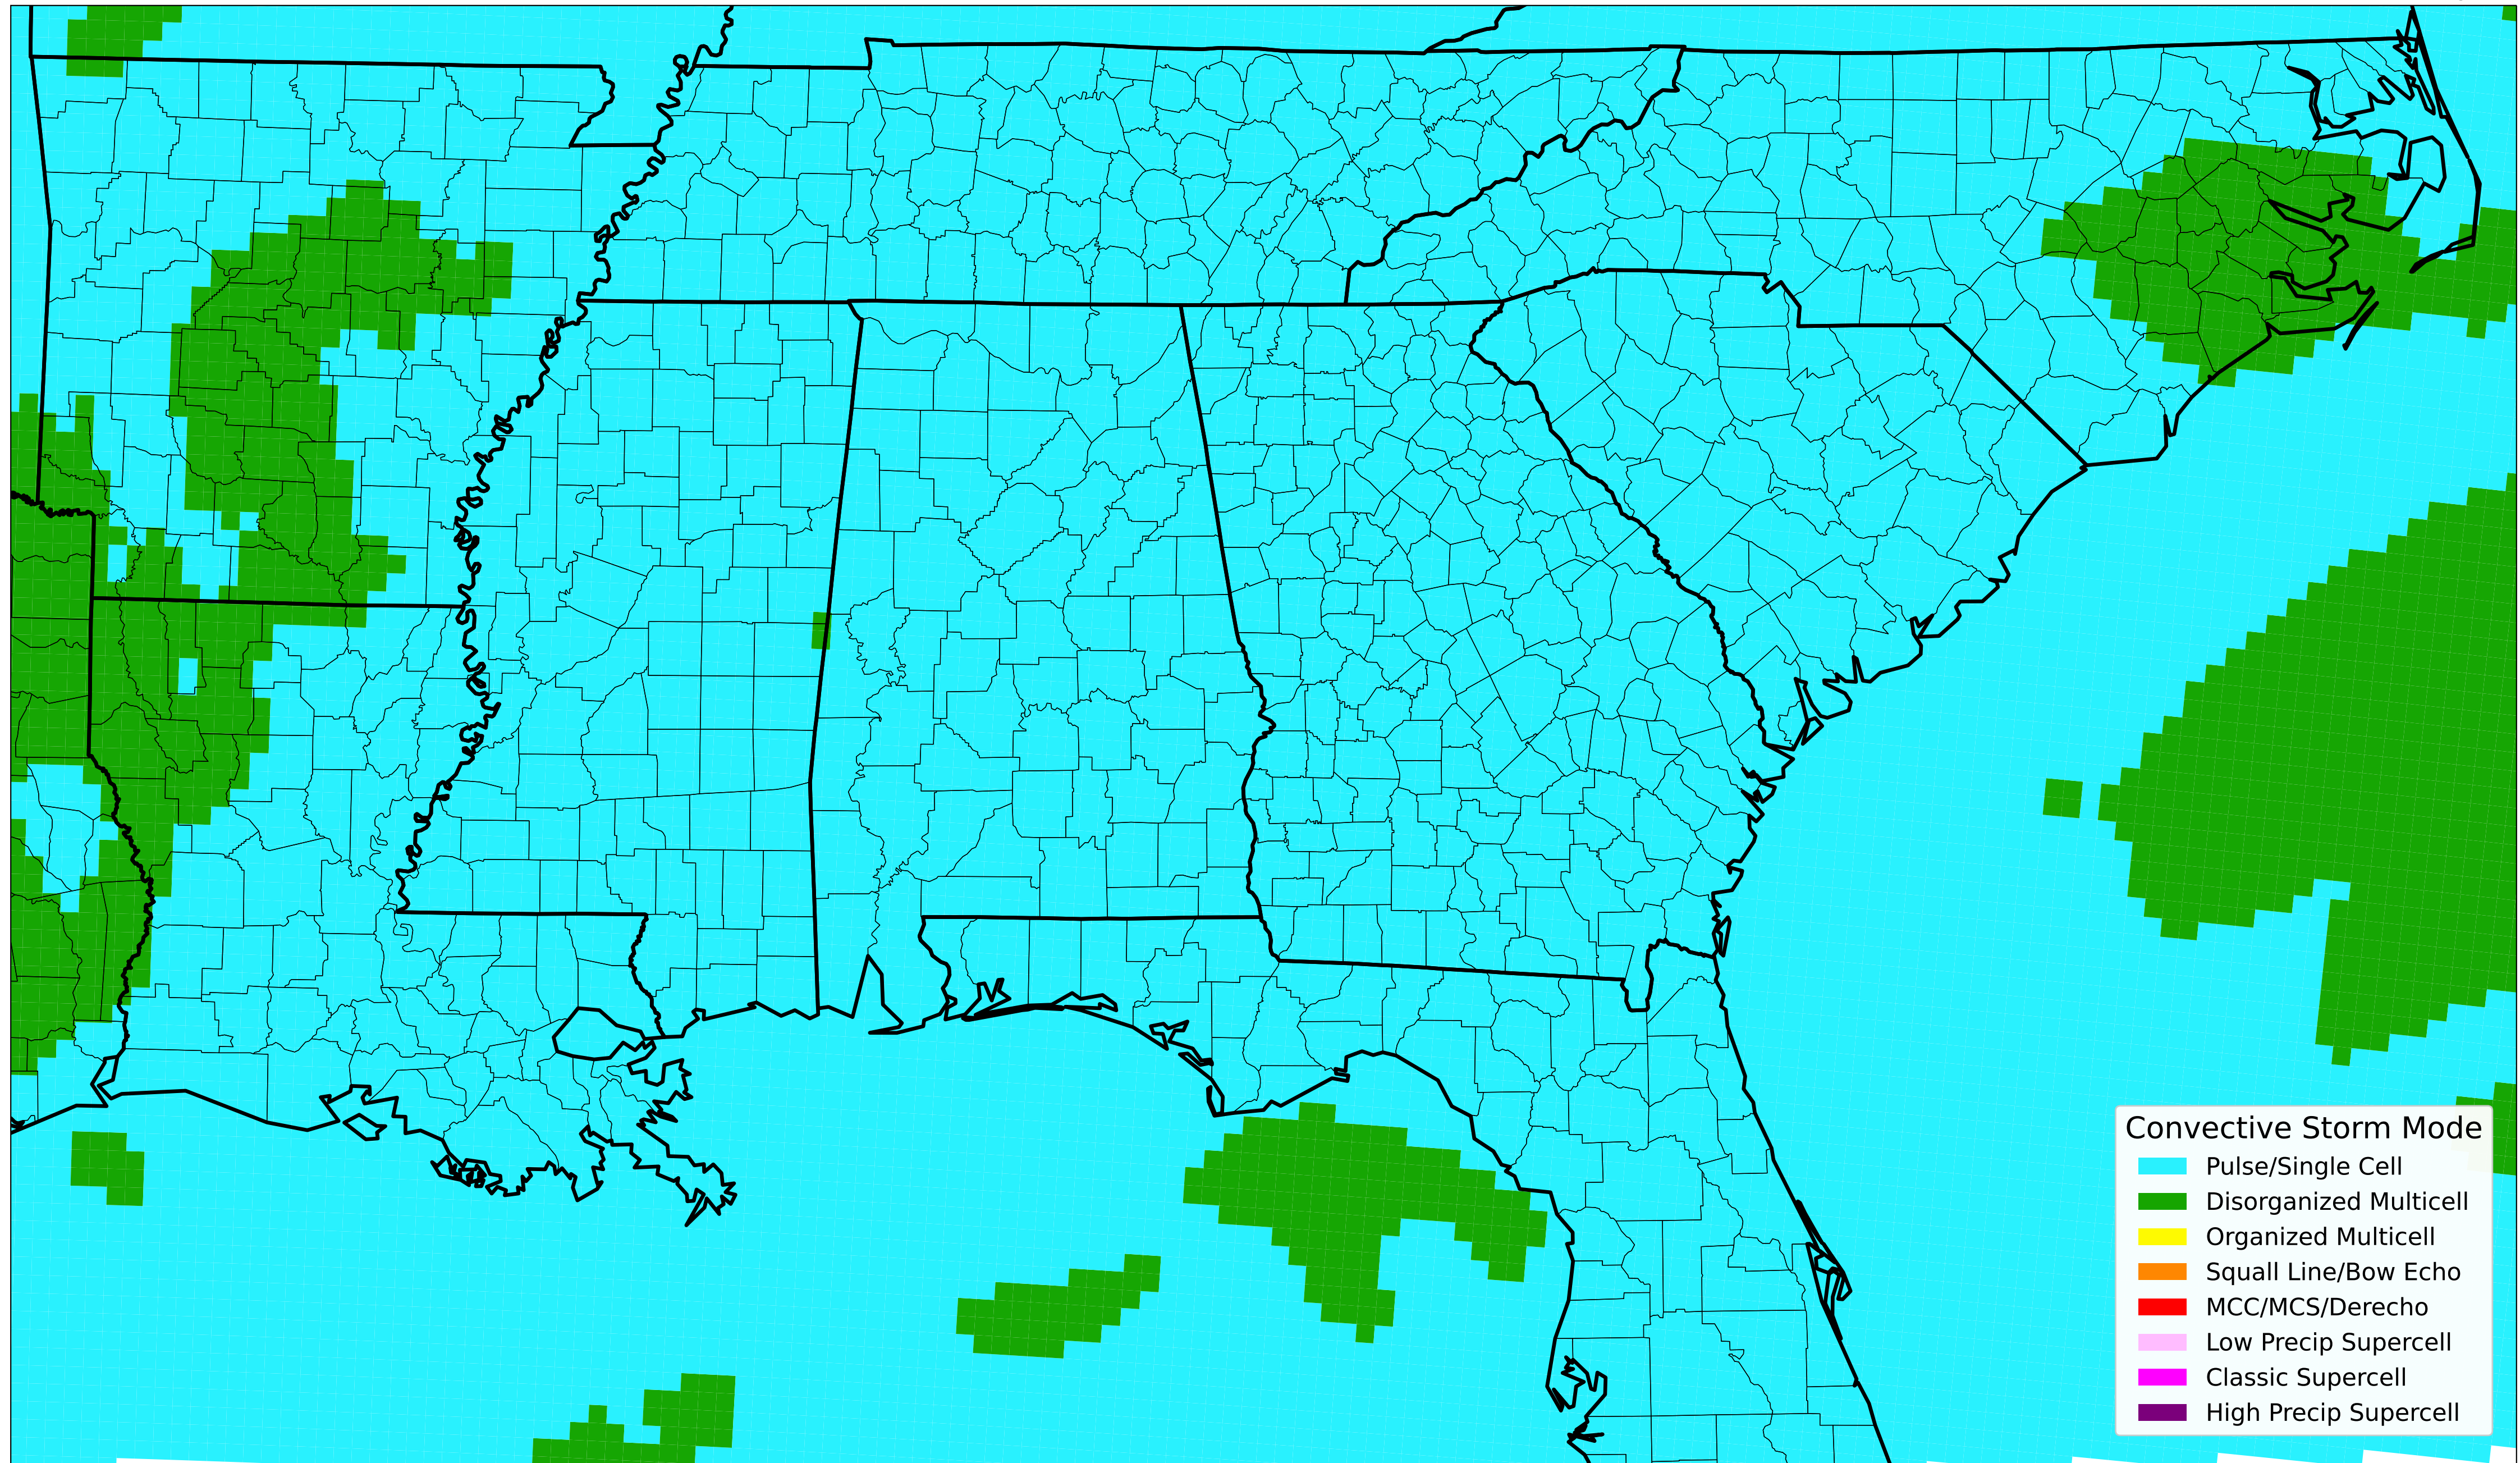 Convective Storm Mode
Pulse/Single Cell
Disorganized Multicell
Organized Multicell
Squall Line/Bow Echo
MCC/MCS/Derecho
Low Precip Supercell
Classic Supercell
High Precip Supercell